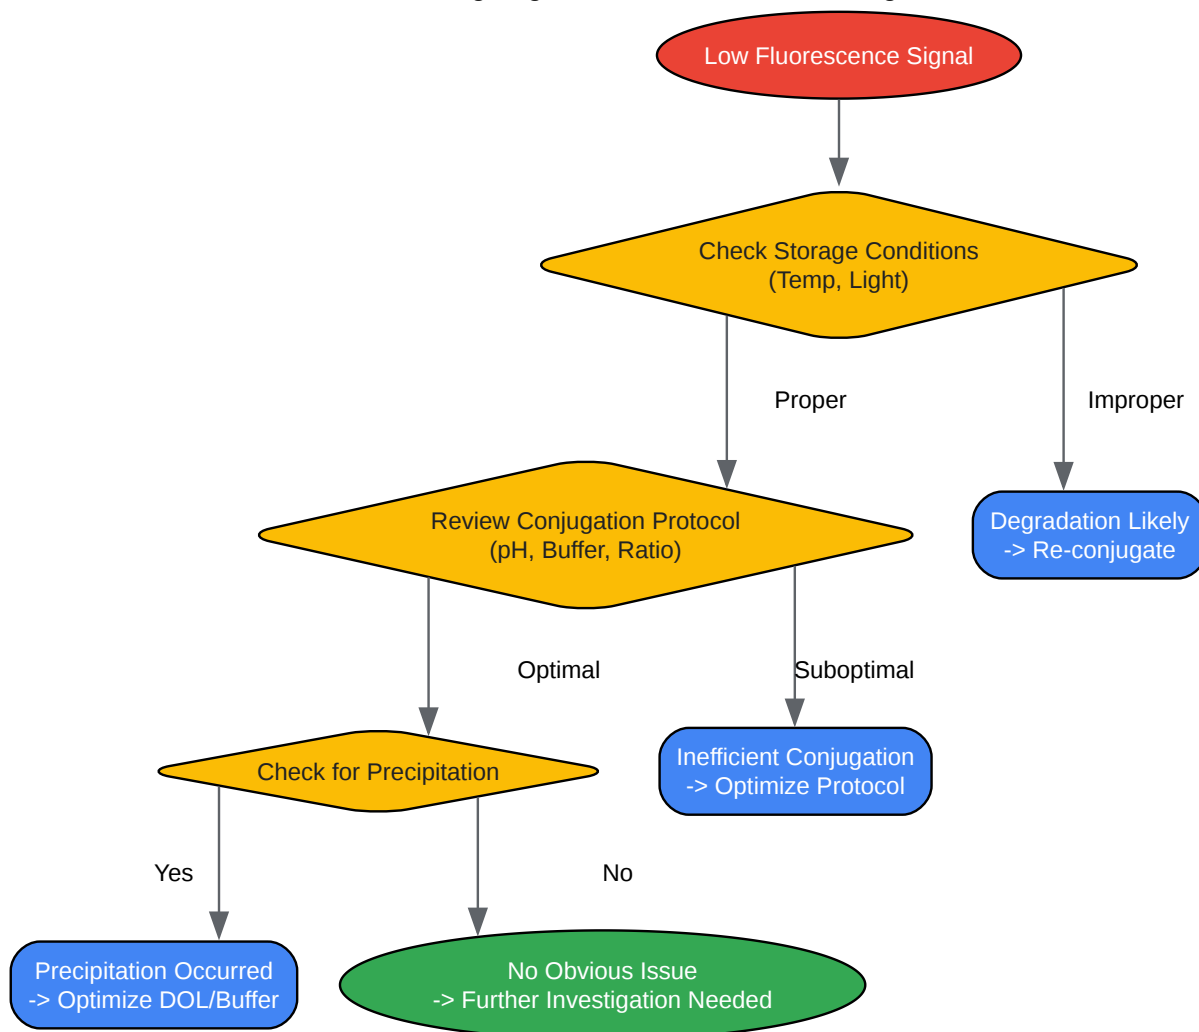 Low Fluorescence Signal
Check Storage Conditions
(Temp, Light)
Proper
Improper
Review Conjugation Protocol
(pH, Buffer, Ratio)
Degradation Likely
-> Re-conjugate
Optimal
Suboptimal
Check for Precipitation
Inefficient Conjugation
-> Optimize Protocol
Yes
No
Precipitation Occurred
-> Optimize DOL/Buffer
No Obvious Issue
-> Further Investigation Needed